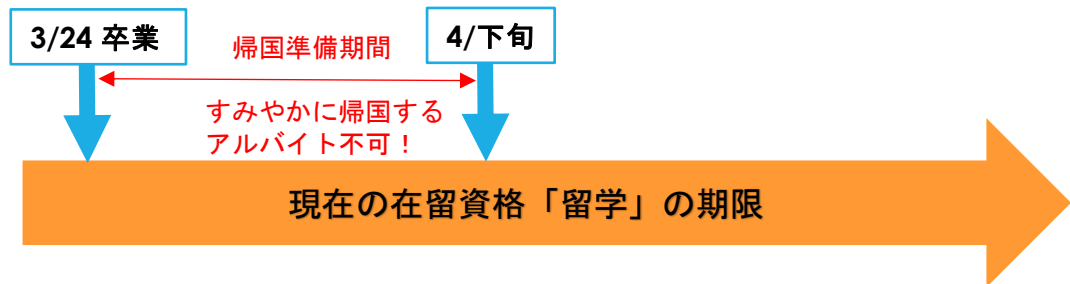 3/24 卒業
4/下旬
帰国準備期間
すみやかに帰国する
アルバイト不可！
現在の在留資格「留学」の期限